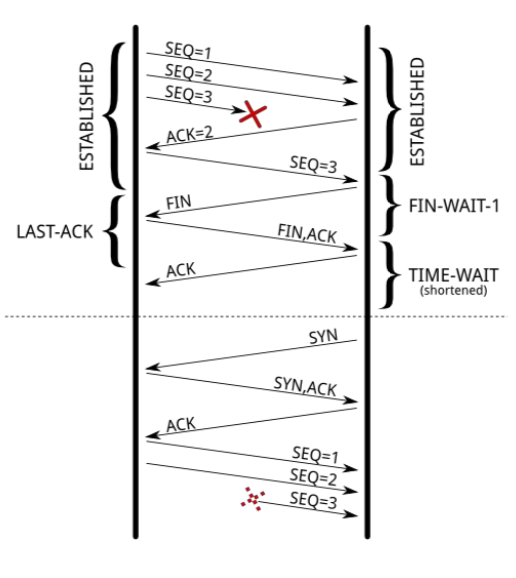 SEQ=1
SEQ=2
SEQ=3
ESTABLISHED
ESTABLISHED
ACK=2
SEQ=3
FIN
FIN-WAIT-1
LAST-ACK
FIN,ACK
ACK
TIME-WAIT
(shortened)
SYN
SYN,ACK
ACK
SEQ=1
SEQ=2
SEQ=3